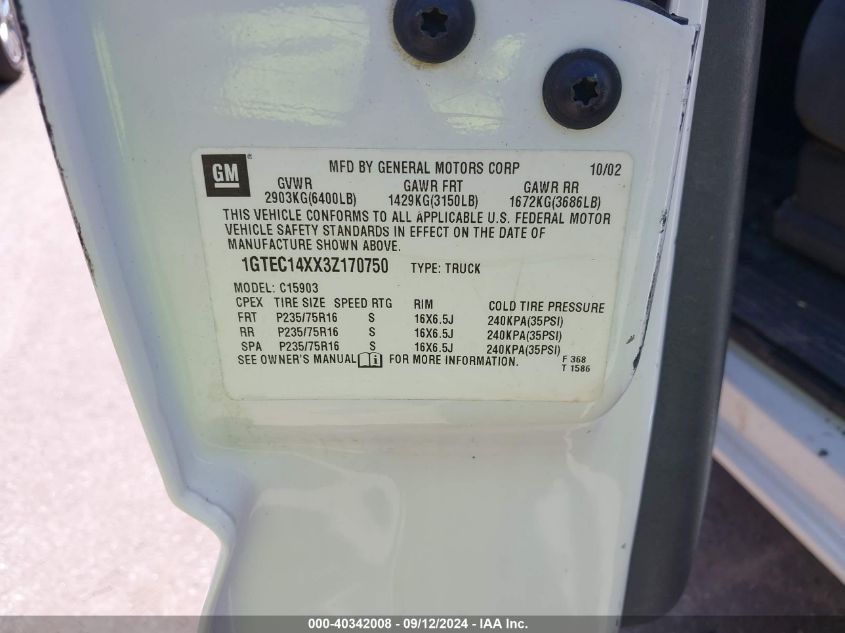 GM ®
MFD BY GENERAL MOTORS CORP 10/02
GVWR GAWR FRT GAWR RR
2903KG(6400LB) 1429KG(3150LB) 1672KG(3686LB)
THIS VEHICLE CONFORMS TO ALL APPLICABLE U.S. FEDERAL MOTOR
VEHICLE SAFETY STANDARDS IN EFFECT ON THE DATE OF
MANUFACTURE SHOWN ABOVE.
1GTEC14XX3Z170750 TYPE: TRUCK
MODEL: C15903
CPEX TIRE SIZE SPEED RTG RIM COLD TIRE PRESSURE
FRT P235/75R16 S 16X6.5J 240KPA(35PSI)
RR P235/75R16 S 16X6.5J 240KPA(35PSI)
SPA P235/75R16 S 16X6.5J 240KPA(35PSI)
SEE OWNER'S MANUAL FOR MORE INFORMATION.
F 368
T 1586
000-40342008 - 09/12/2024 - IAA Inc.